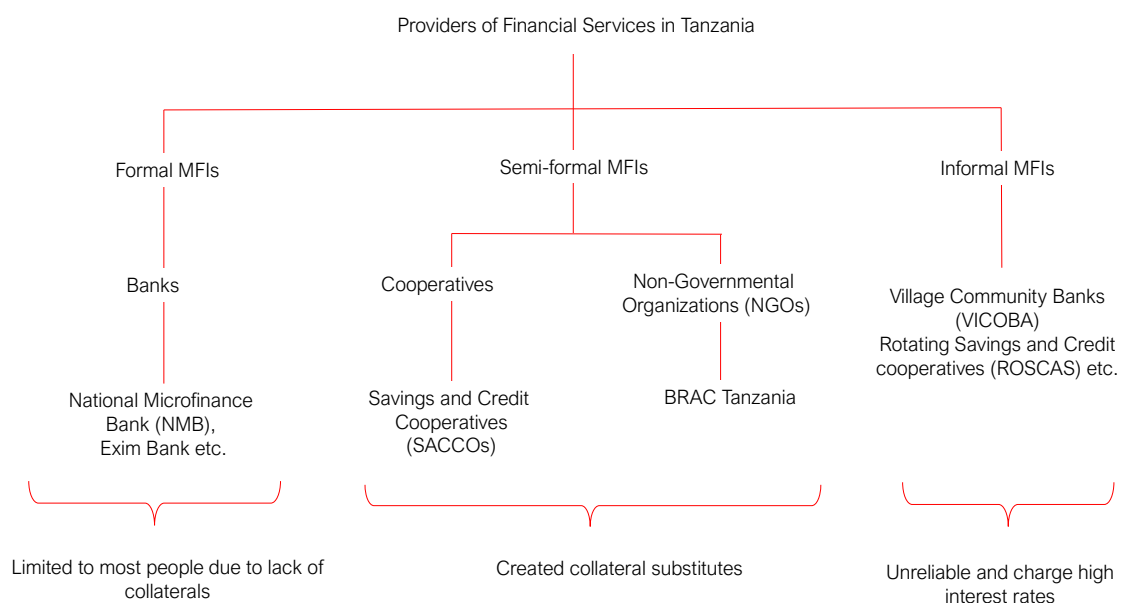 Providers of Financial Services in Tanzania
Formal MFIs
Semi-formal MFIs
Informal MFIs
Banks
Cooperatives
Non-Governmental
Organizations (NGOs)
Village Community Banks
(VICOBA)
Rotating Savings and Credit
cooperatives (ROSCAS) etc.
National Microfinance
Bank (NMB),
Exim Bank etc.
Savings and Credit
Cooperatives
(SACCOs)
BRAC Tanzania
Limited to most people due to lack of
collaterals
Created collateral substitutes
Unreliable and charge high
interest rates